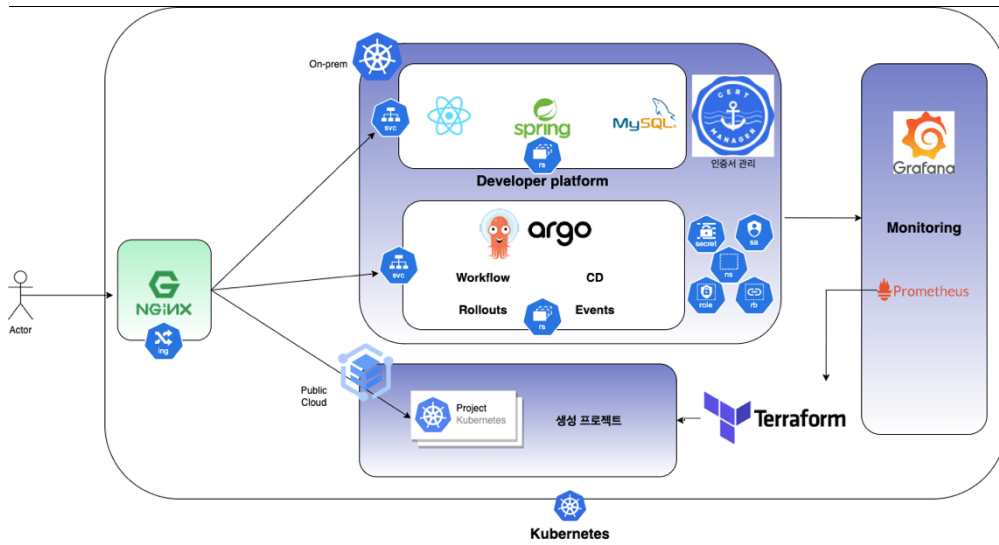 On-prem
svc
spring
MySQL
CERT
MANAGER
인증서 관리
rs
Developer platform
Grafana
Monitoring
Prometheus
argo
svc
Workflow
CD
Rollouts
Events
rs
secret
sa
ns
role
rb
NGiNX
ing
Actor
Public
Cloud
Project
Kubernetes
생성 프로젝트
Terraform
Kubernetes